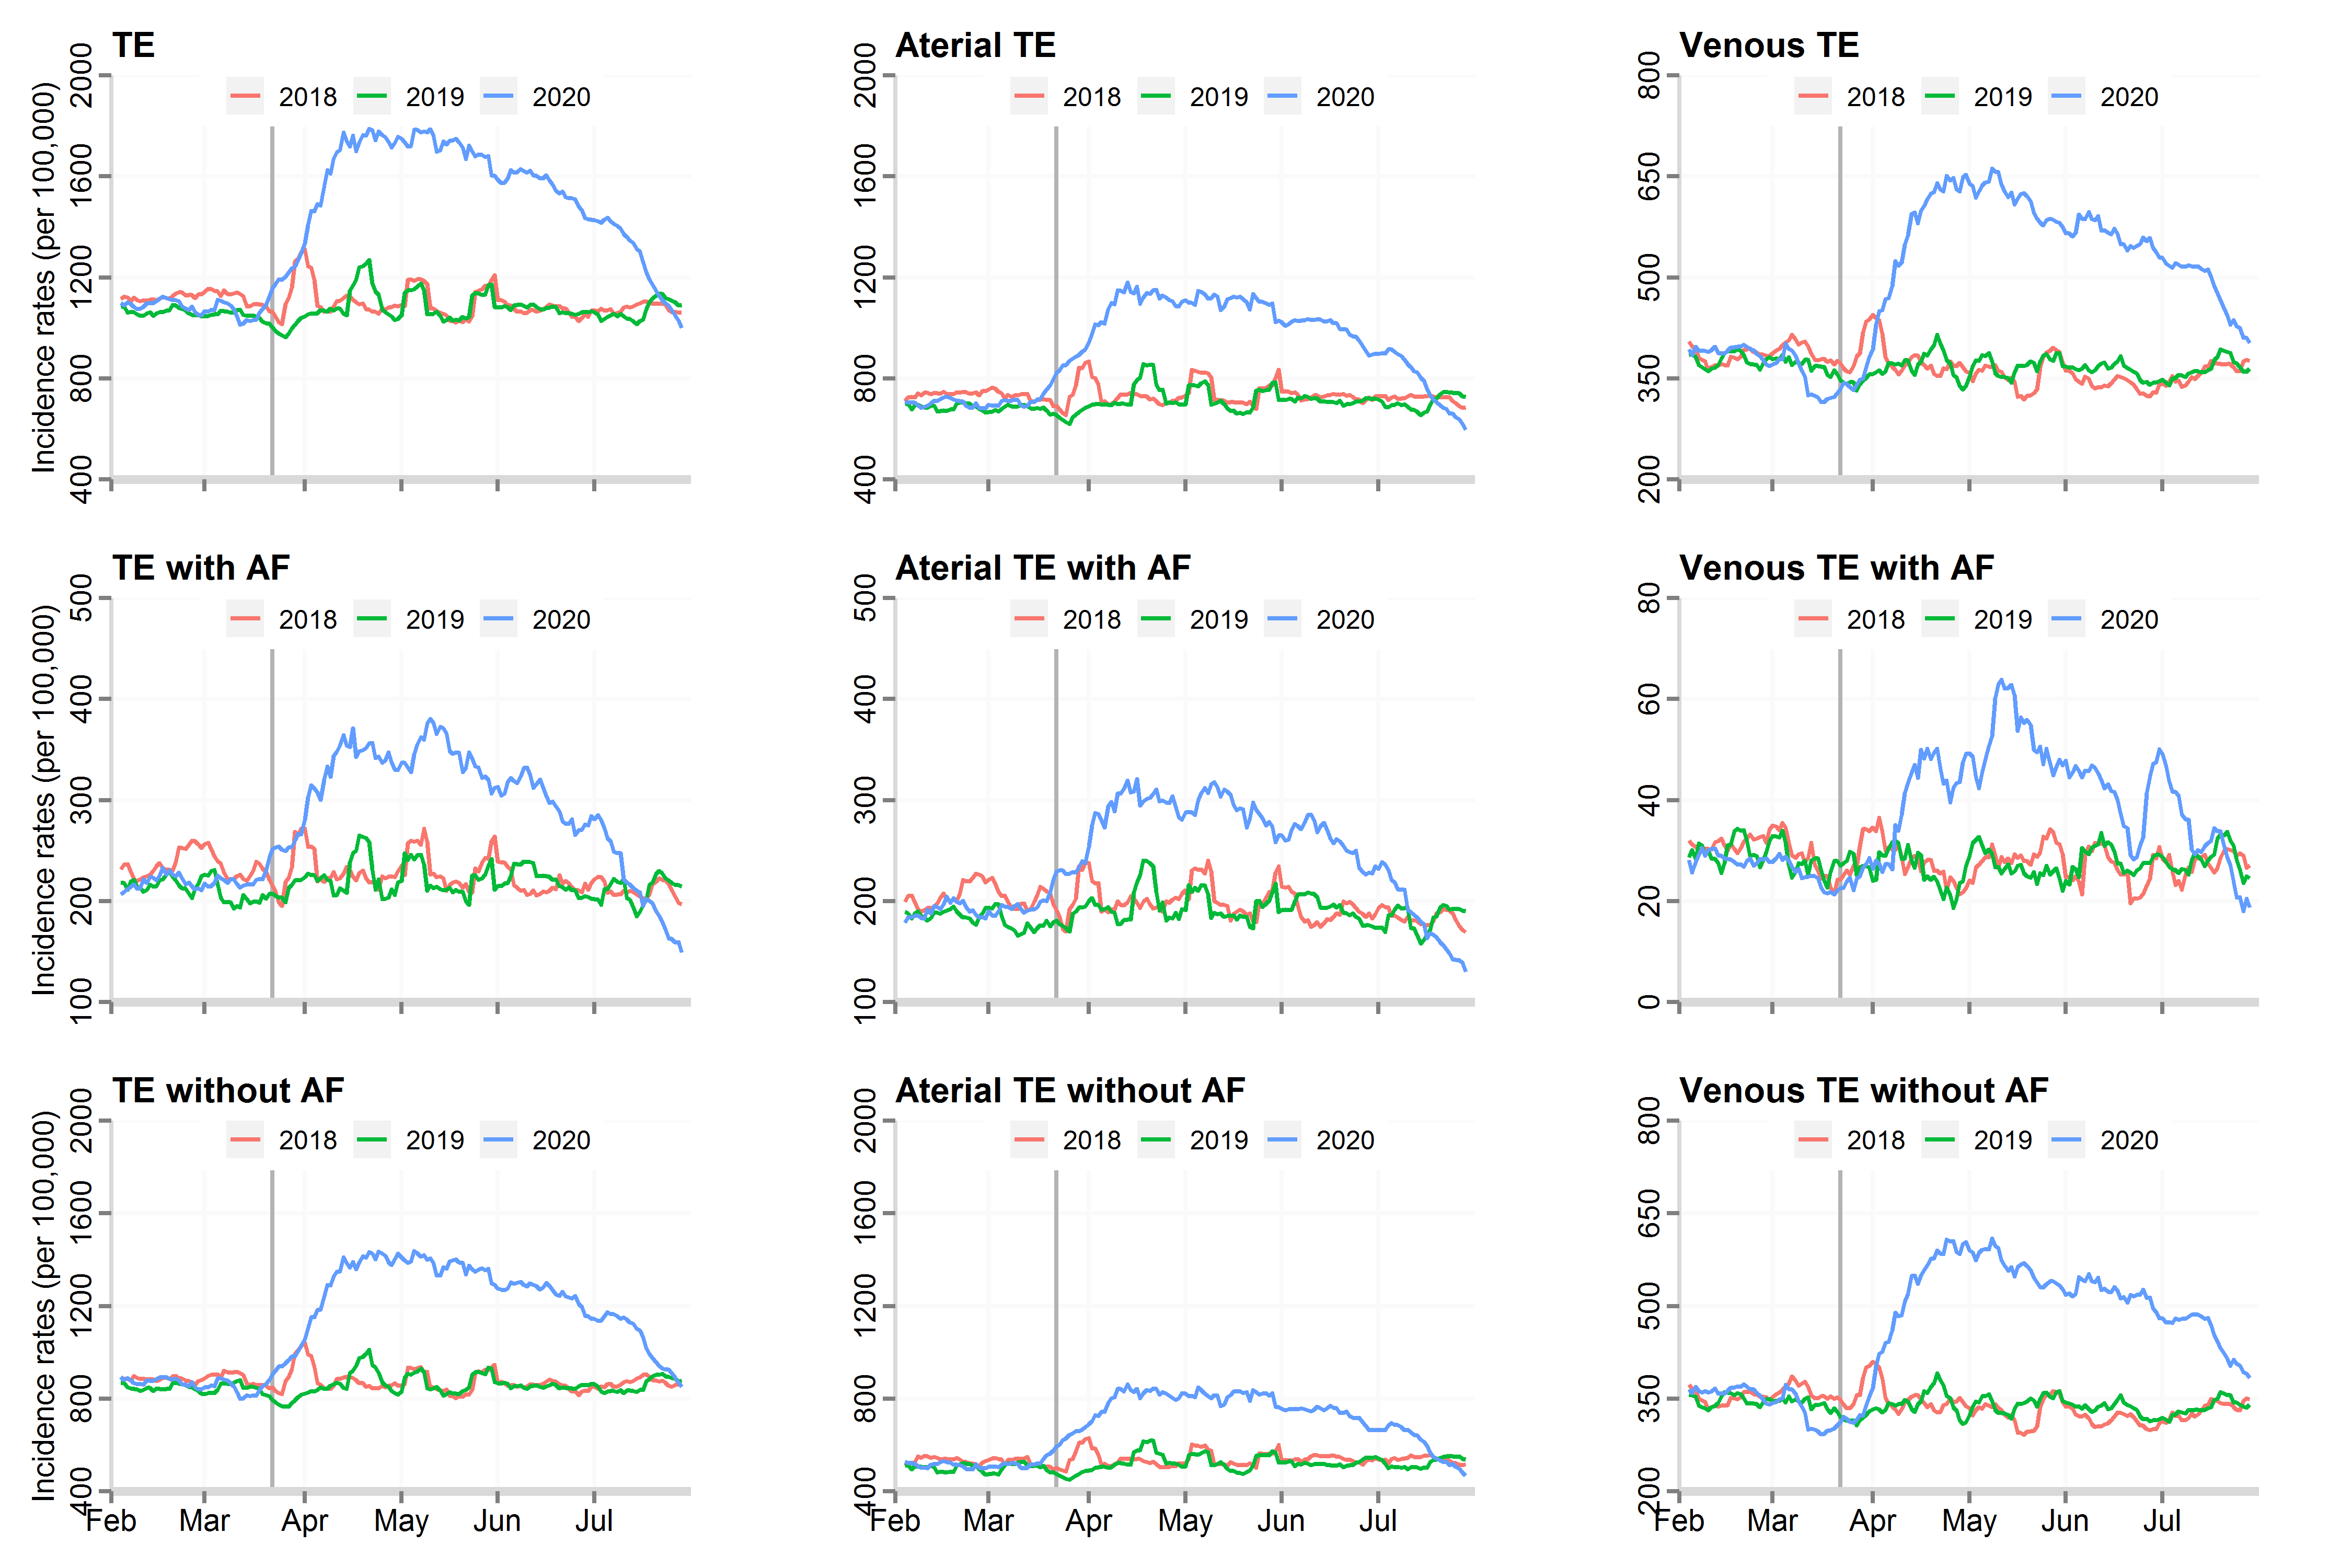 TE
Aterial TE
Venous TE
2018 2019 2020
2018 2019 2020
2018 2019 2020
Incidence rates (per 100,000)
400 800 1200 1600 2000
400 800 1200 1600 2000
200 350 500 650 800
TE with AF
Aterial TE with AF
Venous TE with AF
2018 2019 2020
2018 2019 2020
2018 2019 2020
Incidence rates (per 100,000)
100 200 300 400 500
100 200 300 400 500
0 20 40 60 80
TE without AF
Aterial TE without AF
Venous TE without AF
2018 2019 2020
2018 2019 2020
2018 2019 2020
Incidence rates (per 100,000)
400 800 1200 1600 2000
400 800 1200 1600 2000
200 350 500 650 800
Feb Mar Apr May Jun Jul
Feb Mar Apr May Jun Jul
Feb Mar Apr May Jun Jul